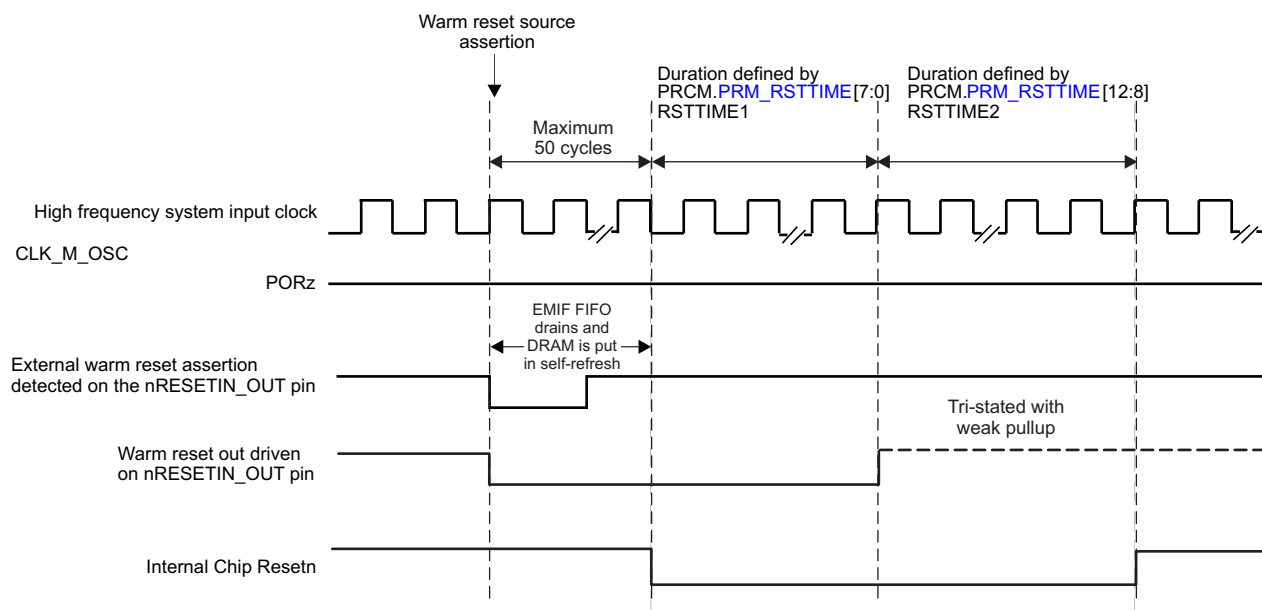 Warm reset source
assertion
Duration defined by
PRCM.PRM_RSTTIME[7:0]
RSTTIME1
Duration defined by
PRCM.PRM_RSTTIME[12:8]
RSTTIME2
Maximum
50 cycles
High frequency system input clock
CLK_M_OSC
PORz
EMIF FIFO
drains and
DRAM is put
in self-refresh
External warm reset assertion
detected on the nRESETIN_OUT pin
Tri-stated with
weak pullup
Warm reset out driven
on nRESETIN_OUT pin
Internal Chip Resetn